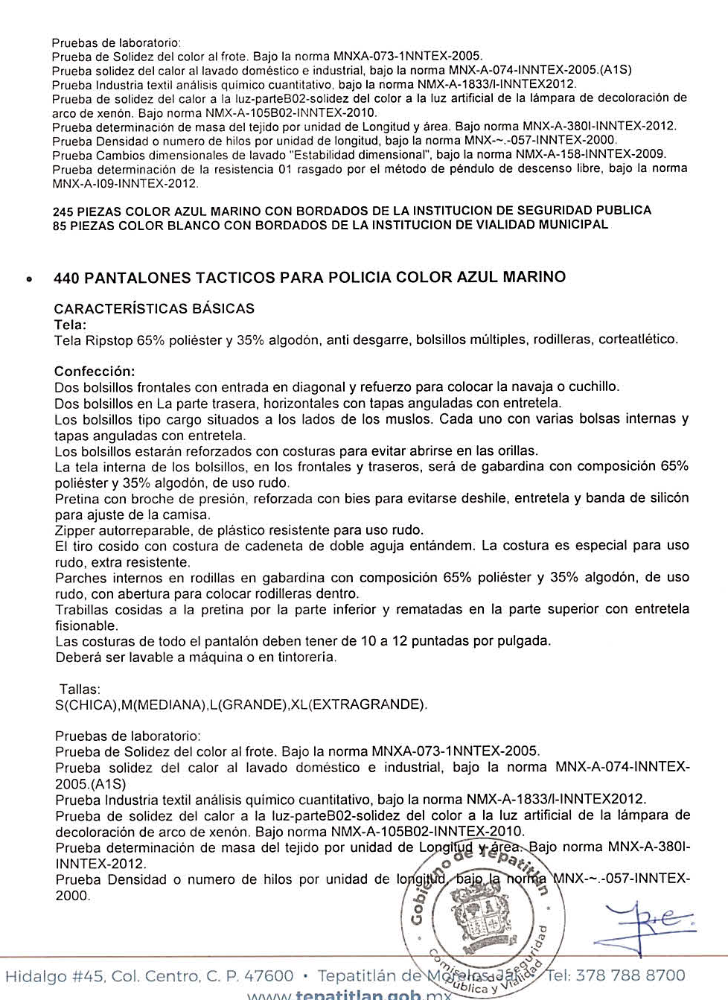 Pruebas de laboratorio:
Prueba de Solidez del color al frote. Bajo la norma MNXA-073-1NNTEX-2005.
Prueba solidez del calor al lavado doméstico e industrial, bajo la norma MNX-A-074-INNTEX-2005.(A1S)
Prueba Industria textil análisis químico cuantitativo, bajo la norma NMX-A-1833/I-INNTEX2012.
Prueba de solidez del calor a la luz-parteB02-solidez del color a la luz artificial de la lámpara de decoloración de
arco de xenón. Bajo norma NMX-A-105B02-INNTEX-2010.
Prueba determinación de masa del tejido por unidad de Longitud y área. Bajo norma MNX-A-380I-INNTEX-2012.
Prueba Densidad o numero de hilos por unidad de longitud, bajo la norma MNX-~.-057-INNTEX-2000.
Prueba Cambios dimensionales de lavado "Estabilidad dimensional", bajo la norma NMX-A-158-INNTEX-2009.
Prueba determinación de la resistencia 01 rasgado por el método de péndulo de descenso libre, bajo la norma
MNX-A-I09-INNTEX-2012.
245 PIEZAS COLOR AZUL MARINO CON BORDADOS DE LA INSTITUCION DE SEGURIDAD PUBLICA
85 PIEZAS COLOR BLANCO CON BORDADOS DE LA INSTITUCION DE VIALIDAD MUNICIPAL
• 440 PANTALONES TACTICOS PARA POLICIA COLOR AZUL MARINO
CARACTERÍSTICAS BÁSICAS
Tela:
Tela Ripstop 65% poliéster y 35% algodón, anti desgarre, bolsillos múltiples, rodilleras, corteatlético.
Confección:
Dos bolsillos frontales con entrada en diagonal y refuerzo para colocar la navaja o cuchillo.
Dos bolsillos en La parte trasera, horizontales con tapas anguladas con entretela.
Los bolsillos tipo cargo situados a los lados de los muslos. Cada uno con varias bolsas internas y
tapas anguladas con entretela.
Los bolsillos estarán reforzados con costuras para evitar abrirse en las orillas.
La tela interna de los bolsillos, en los frontales y traseros, será de gabardina con composición 65%
poliéster y 35% algodón, de uso rudo.
Pretina con broche de presión, reforzada con bies para evitarse deshile, entretela y banda de silicón
para ajuste de la camisa.
Zipper autorreparable, de plástico resistente para uso rudo.
El tiro cosido con costura de cadeneta de doble aguja entándem. La costura es especial para uso
rudo, extra resistente.
Parches internos en rodillas en gabardina con composición 65% poliéster y 35% algodón, de uso
rudo, con abertura para colocar rodilleras dentro.
Trabillas cosidas a la pretina por la parte inferior y rematadas en la parte superior con entretela
fisionable.
Las costuras de todo el pantalón deben tener de 10 a 12 puntadas por pulgada.
Deberá ser lavable a máquina o en tintorería.
Tallas:
S(CHICA),M(MEDIANA),L(GRANDE),XL(EXTRAGRANDE).
Pruebas de laboratorio:
Prueba de Solidez del color al frote. Bajo la norma MNXA-073-1NNTEX-2005.
Prueba solidez del calor al lavado doméstico e industrial, bajo la norma MNX-A-074-INNTEX-
2005.(A1S)
Prueba Industria textil análisis químico cuantitativo, bajo la norma NMX-A-1833/I-INNTEX2012.
Prueba de solidez del calor a la luz-parteB02-solidez del color a la luz artificial de la lámpara de
decoloración de arco de xenón. Bajo norma NMX-A-105B02-INNTEX-2010.
Prueba determinación de masa del tejido por unidad de Longitud y área. Bajo norma MNX-A-380I-
INNTEX-2012.
Prueba Densidad o numero de hilos por unidad de longitud, bajo la norma MNX-~.-057-INNTEX-
2000.
Gobierno de Tepatitlán
Comisaría de Seguridad
Pública y Vialidad
Hidalgo #45, Col. Centro, C. P. 47600 • Tepatitlán de Morelos, Jal. Tel: 378 788 8700
www.tepatitlan.gob.mx